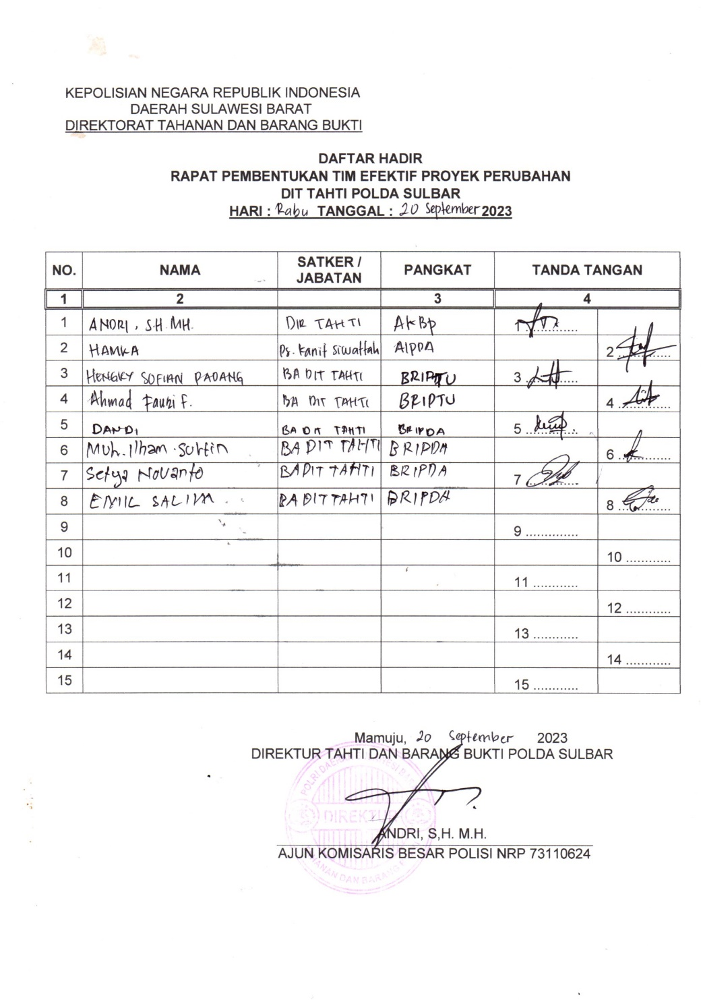 KEPOLISIAN NEGARA REPUBLIK INDONESIA
DAERAH SULAWESI BARAT
DIREKTORAT TAHANAN DAN BARANG BUKTI
DAFTAR HADIR
RAPAT PEMBENTUKAN TIM EFEKTIF PROYEK PERUBAHAN
DIT TAHTI POLDA SULBAR
HARI : Rabu TANGGAL : 20 September 2023
NO. NAMA SATKER / JABATAN PANGKAT TANDA TANGAN
1 2 3 4
1 ANDRI, S.H. MH. DIR TAHTI AKBP 1
2 HAMKA Ps. Kanit Siwattah AIPDA 2
3 HENGKY SOFIAN PADANG BA DIT TAHTI BRIPTU 3
4 Ahmad Fauzi F. BA DIT TAHTI BRIPTU 4
5 DANDI BA DIT TAHTI BRIPDA 5
6 Muh. Ilham BA DIT TAHTI BRIPDA 6
7 Setya Novanto BA DIT TAHTI BRIPDA 7
8 EMIL SALIM BA DIT TAHTI BRIPDA 8
9 9 ..............
10 10 ............
11 11 ............
12 12 ............
13 13 ............
14 14 ............
15 15 ............
Mamuju, 20 September 2023
DIREKTUR TAHTI DAN BARANG BUKTI POLDA SULBAR
DIREKTUR
ANDRI, S,H. M.H.
AJUN KOMISARIS BESAR POLISI NRP 73110624